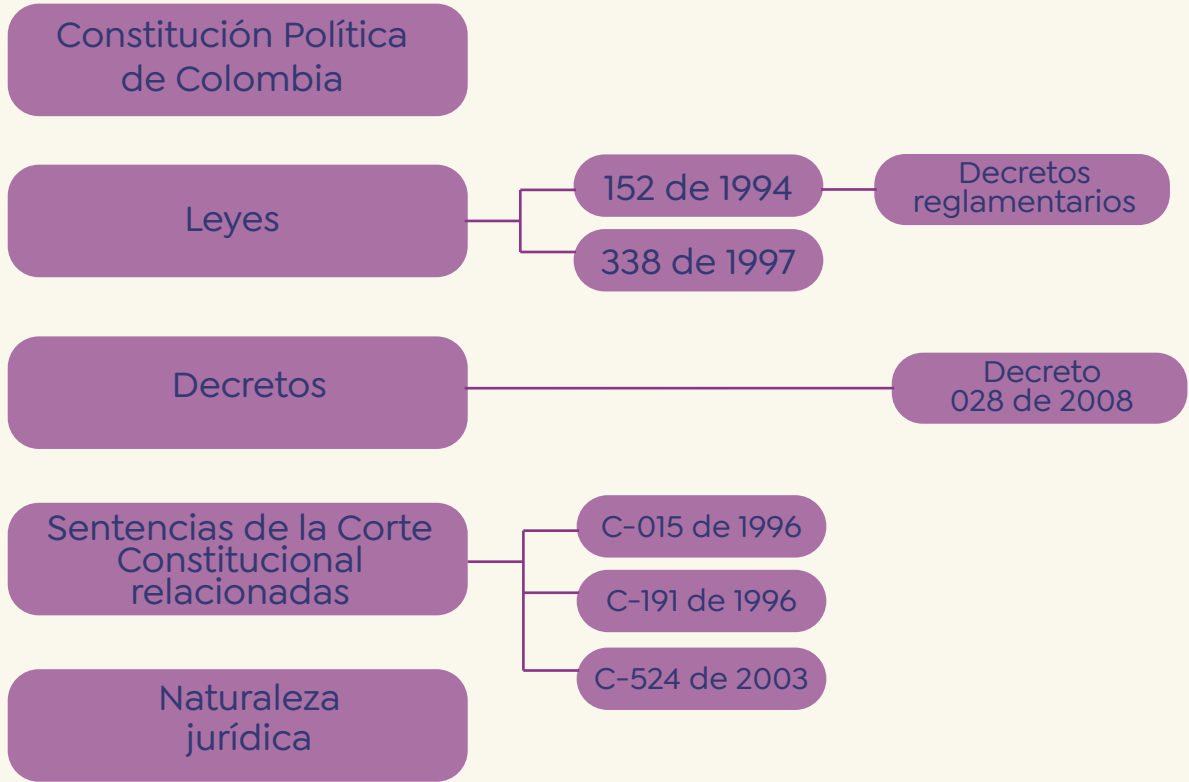 Constitución Política
de Colombia
Leyes
152 de 1994
Decretos
reglamentarios
338 de 1997
Decretos
Decreto
028 de 2008
Sentencias de la Corte
Constitucional
relacionadas
C-015 de 1996
C-191 de 1996
C-524 de 2003
Naturaleza
jurídica